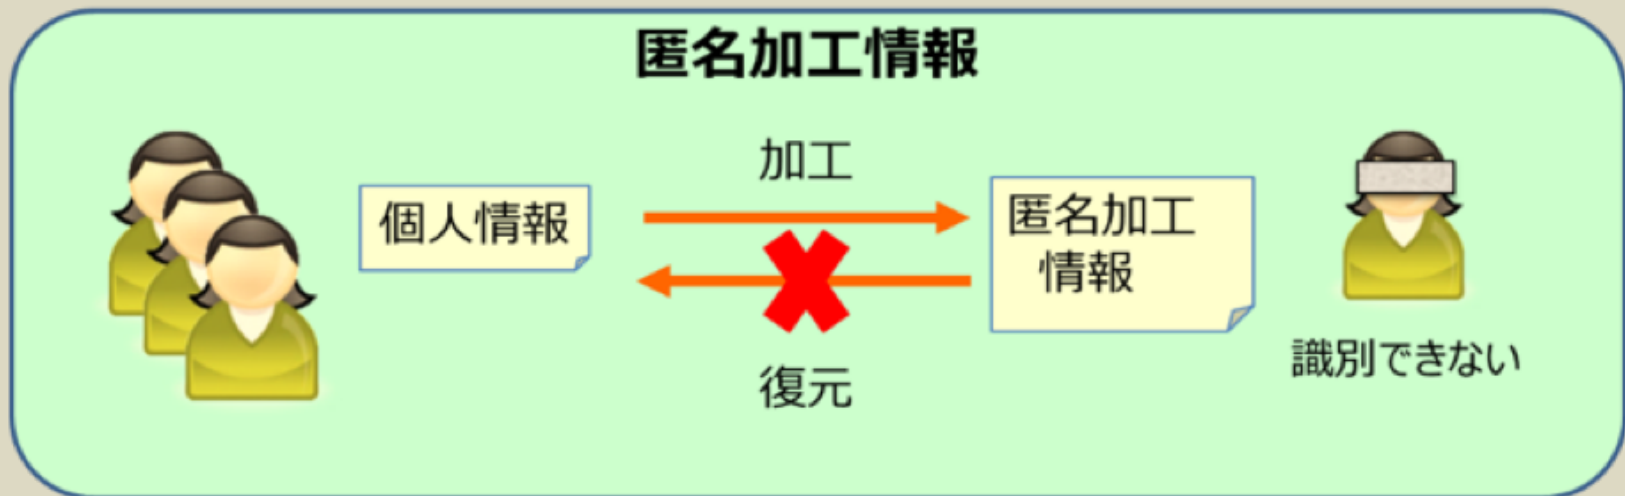 匿名加工情報
加工
個人情報
匿名加工
情報
復元
識別できない